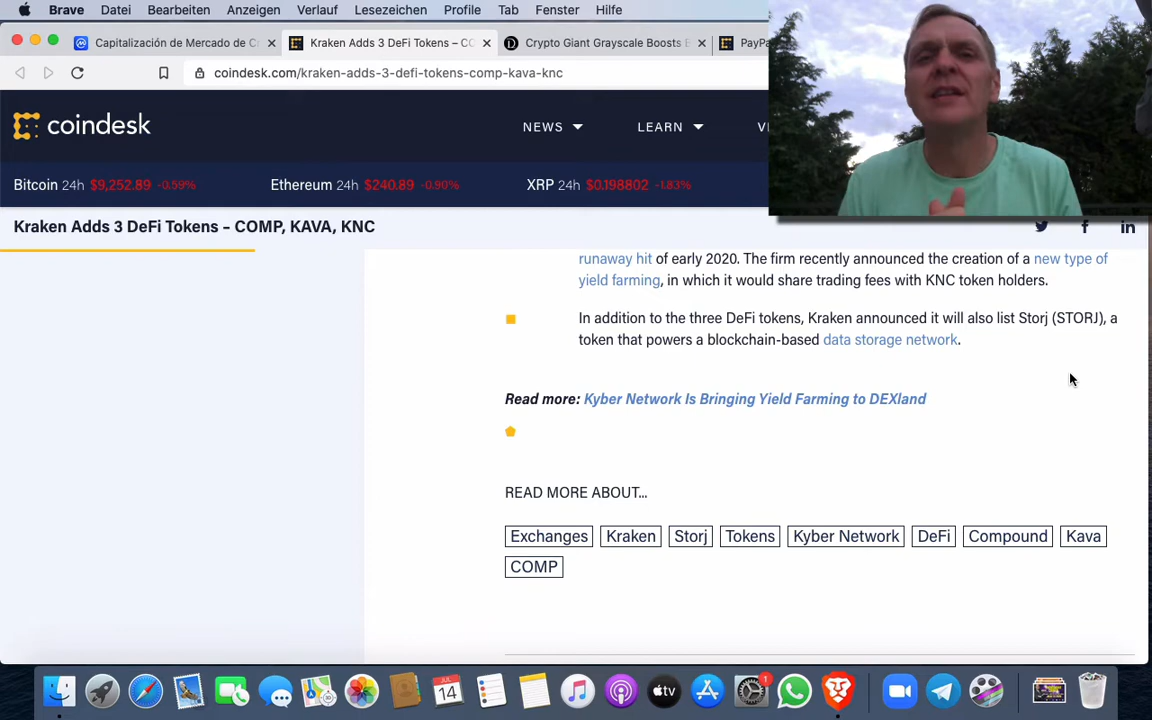 Brave Datei Bearbeiten Anzeigen Verlauf Lesezeichen Profile Tab Fenster Hilfe
Capitalización de Mercado de C
Kraken Adds 3 DeFi Tokens – CO
Crypto Giant Grayscale Boosts E
PayPa
coindesk.com/kraken-adds-3-defi-tokens-comp-kava-knc
coindesk
NEWS LEARN VI
Bitcoin 24h $9,252.89 -0.59% Ethereum 24h $240.89 -0.90% XRP 24h $0.198802 -1.83%
Kraken Adds 3 DeFi Tokens – COMP, KAVA, KNC
runaway hit of early 2020. The firm recently announced the creation of a new type of
yield farming, in which it would share trading fees with KNC token holders.
In addition to the three DeFi tokens, Kraken announced it will also list Storj (STORJ), a
token that powers a blockchain-based data storage network.
Read more: Kyber Network Is Bringing Yield Farming to DEXland
READ MORE ABOUT...
Exchanges Kraken Storj Tokens Kyber Network DeFi Compound Kava
COMP
JUL
14
tv
1